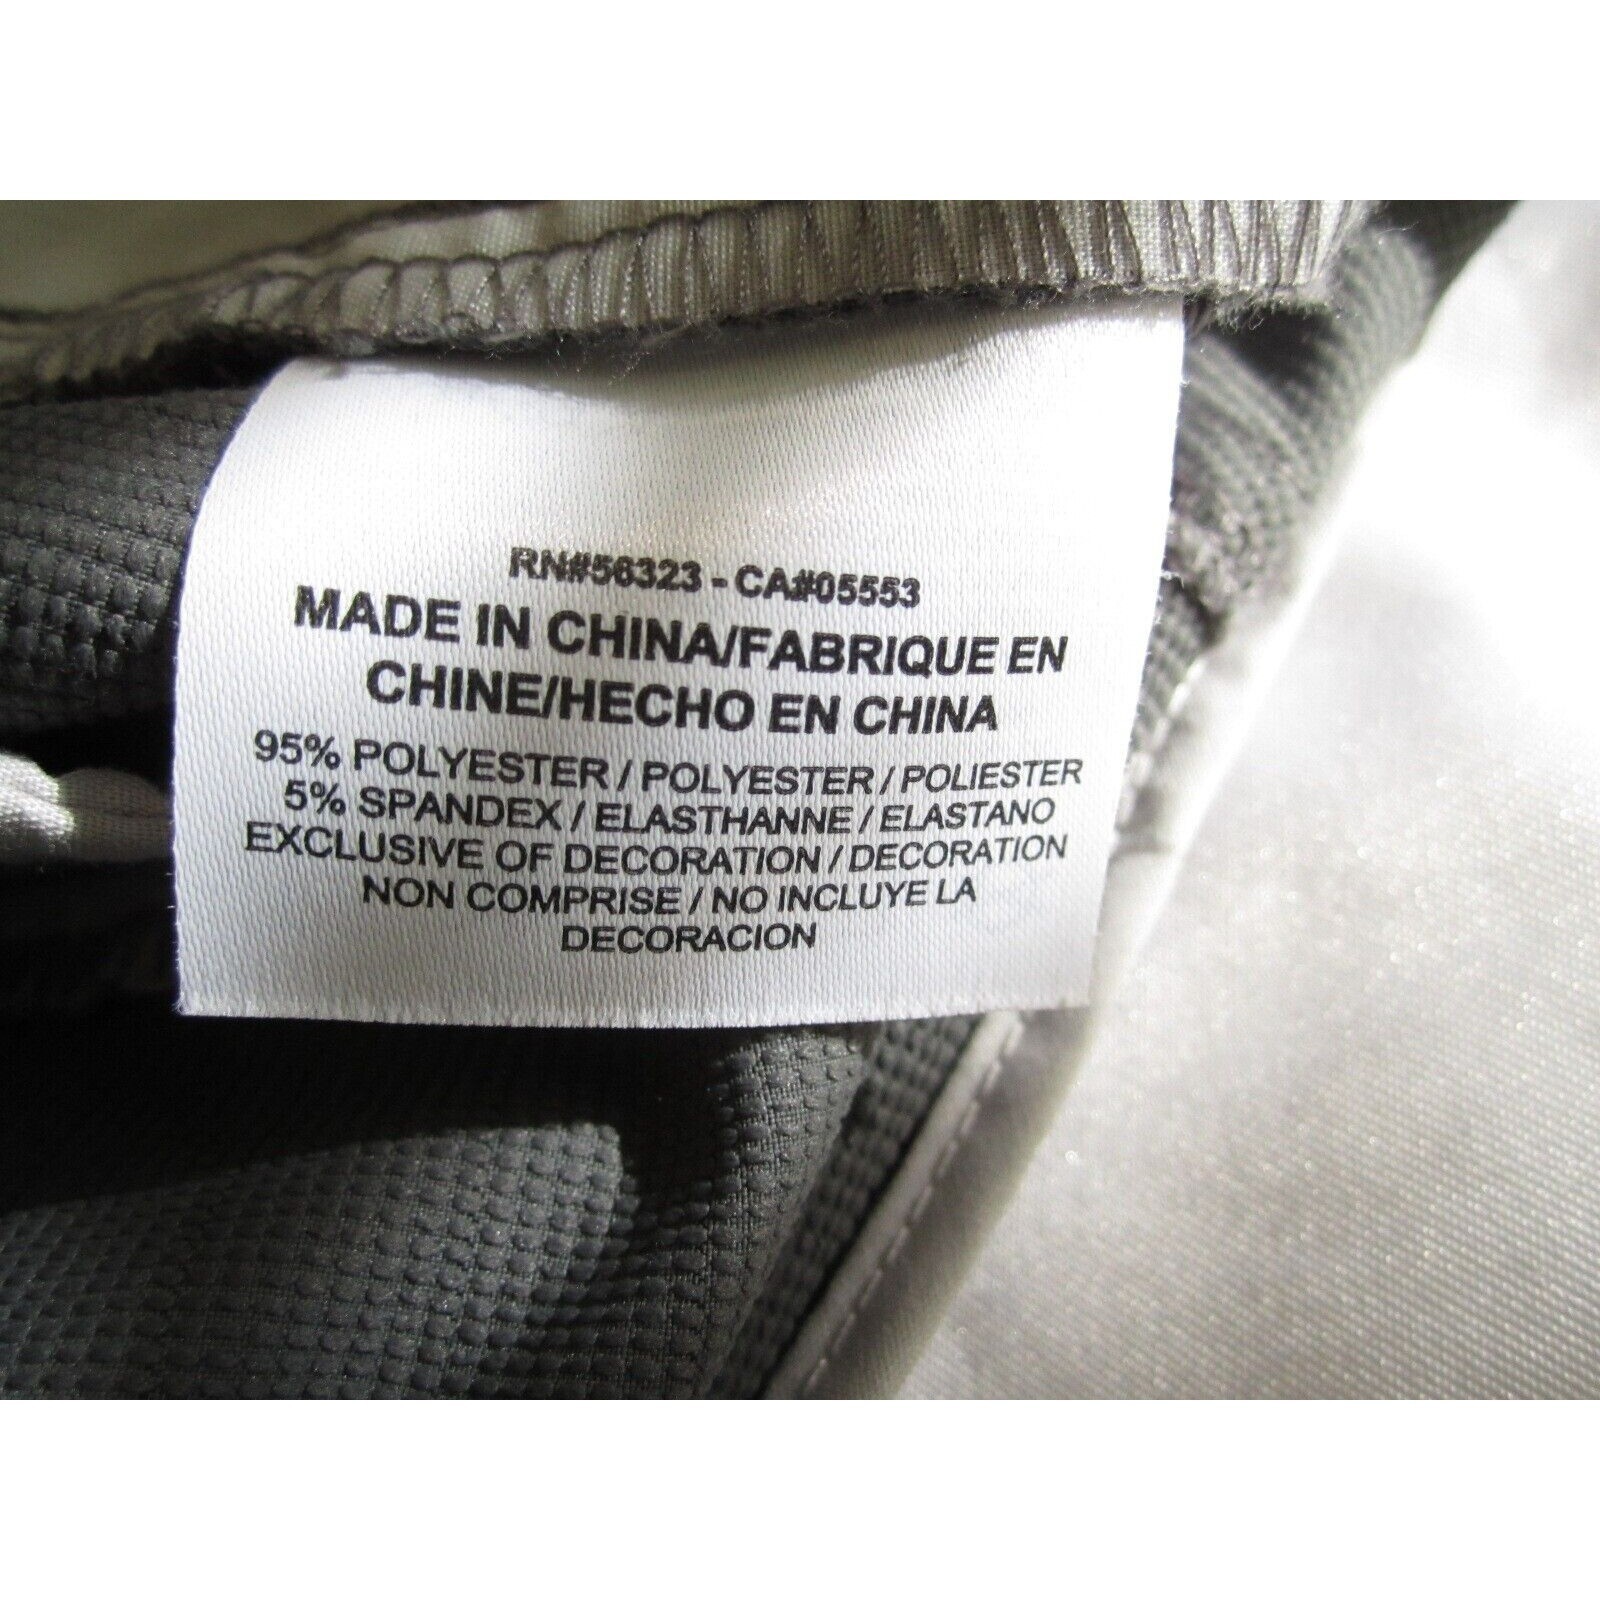 RN#56323 - CA#05553
MADE IN CHINA/FABRIQUE EN
CHINE/HECHO EN CHINA
95% POLYESTER / POLYESTER / POLIESTER
5% SPANDEX / ELASTHANNE / ELASTANO
EXCLUSIVE OF DECORATION / DECORATION
NON COMPRISE / NO INCLUYE LA
DECORACION